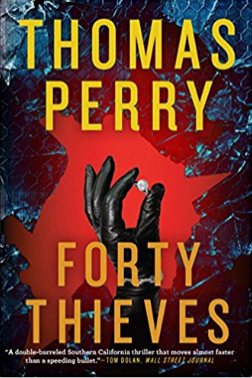 THOMAS
PERRY
FORTY
THIEVES
"A double-barreled Southern California thriller that moves almost faster
than a speeding bullet."—TOM DOLAN, WALL STREET JOURNAL